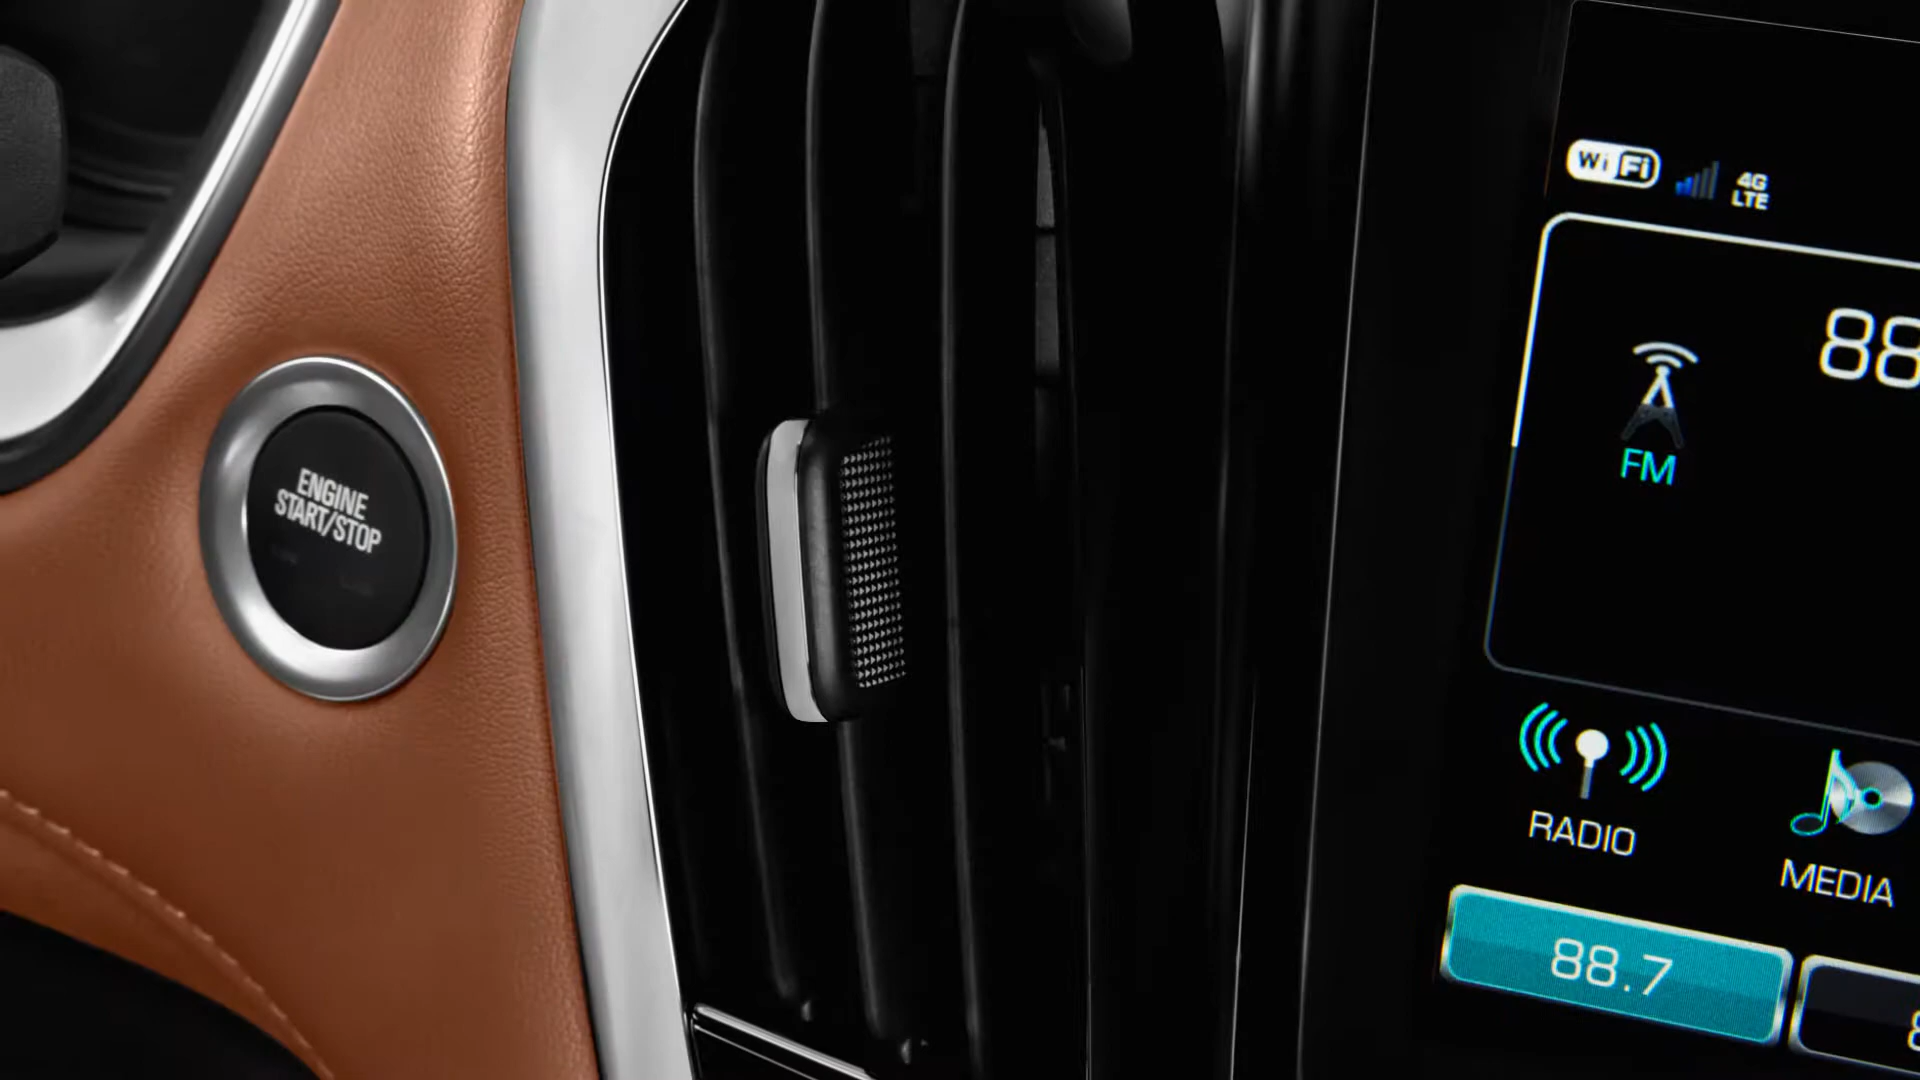 WiFi
4G
LTE
88
FM
ENGINE
START/STOP
RADIO
MEDIA
88.7